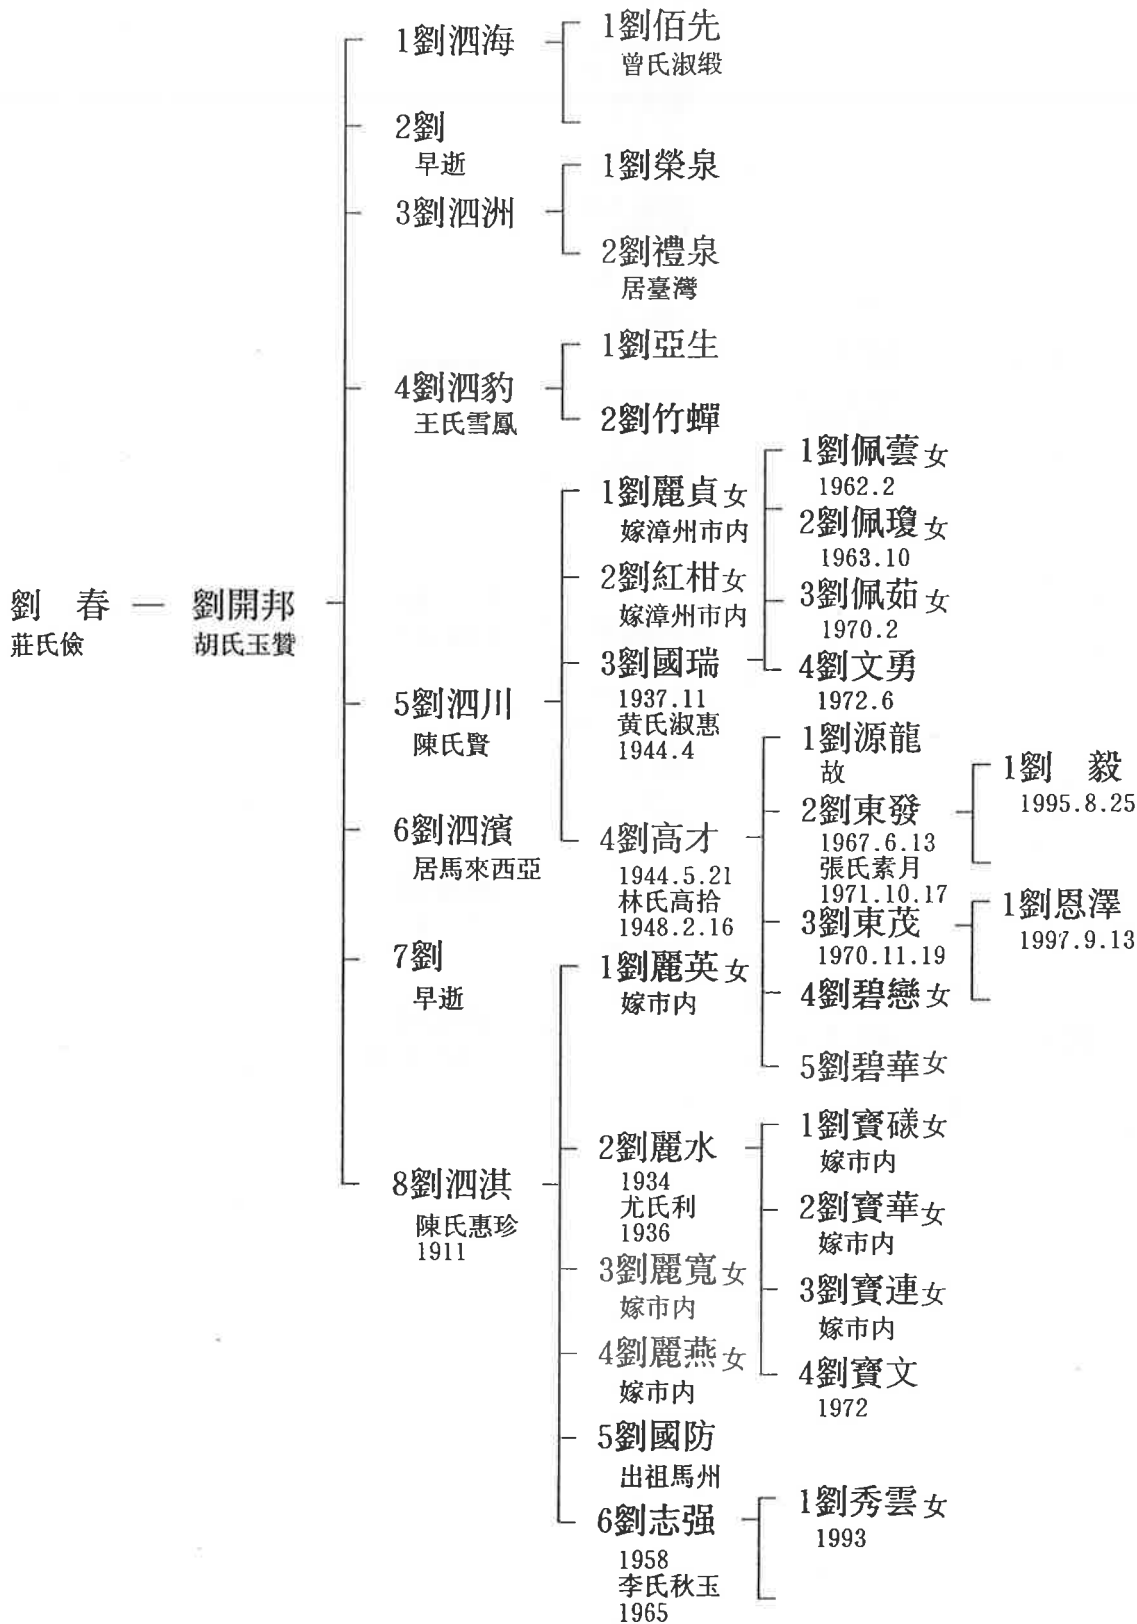 劉　春
莊氏儉
劉開邦
胡氏玉贊
1劉泗海
2劉
早逝
3劉泗洲
4劉泗豹
王氏雪鳳
5劉泗川
陳氏賢
6劉泗濱
居馬來西亞
7劉
早逝
8劉泗淇
陳氏惠珍
1911
1劉佰先
曾氏淑缎
1劉榮泉
2劉禮泉
居臺灣
1劉亞生
2劉竹蟬
1劉麗貞女
嫁漳州市内
2劉紅柑女
嫁漳州市内
3劉國瑞
1937.11
黄氏淑惠
1944.4
4劉高才
1944.5.21
林氏高拾
1948.2.16
1劉麗英女
嫁市内
2劉麗水
1934
尤氏利
1936
3劉麗寬女
嫁市内
4劉麗燕女
嫁市内
5劉國防
出祖馬州
6劉志强
1958
李氏秋玉
1965
1劉佩蕓女
1962.2
2劉佩瓊女
1963.10
3劉佩茹女
1970.2
4劉文勇
1972.6
1劉源龍
故
2劉東發
1967.6.13
張氏素月
1971.10.17
3劉東茂
1970.11.19
4劉碧戀女
5劉碧華女
1劉寶女
嫁市内
2劉寶華女
嫁市内
3劉寶連女
嫁市内
4劉寶文
1972
1劉秀雲女
1993
1劉　毅
1995.8.25
1劉恩澤
1997.9.13